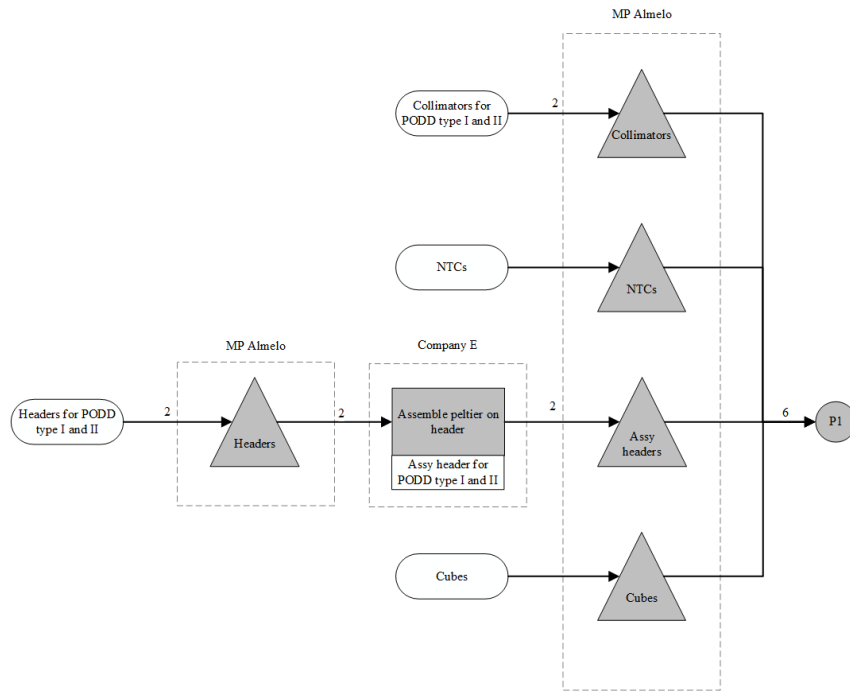 MP Almelo
Collimators for
PODD type I and II
2
Collimators
NTCs
NTCs
MP Almelo
Company E
Headers for PODD
type I and II
2
Headers
2
Assemble peltier on
header
Assy header for
PODD type I and II
2
Assy
headers
6
P1
Cubes
Cubes